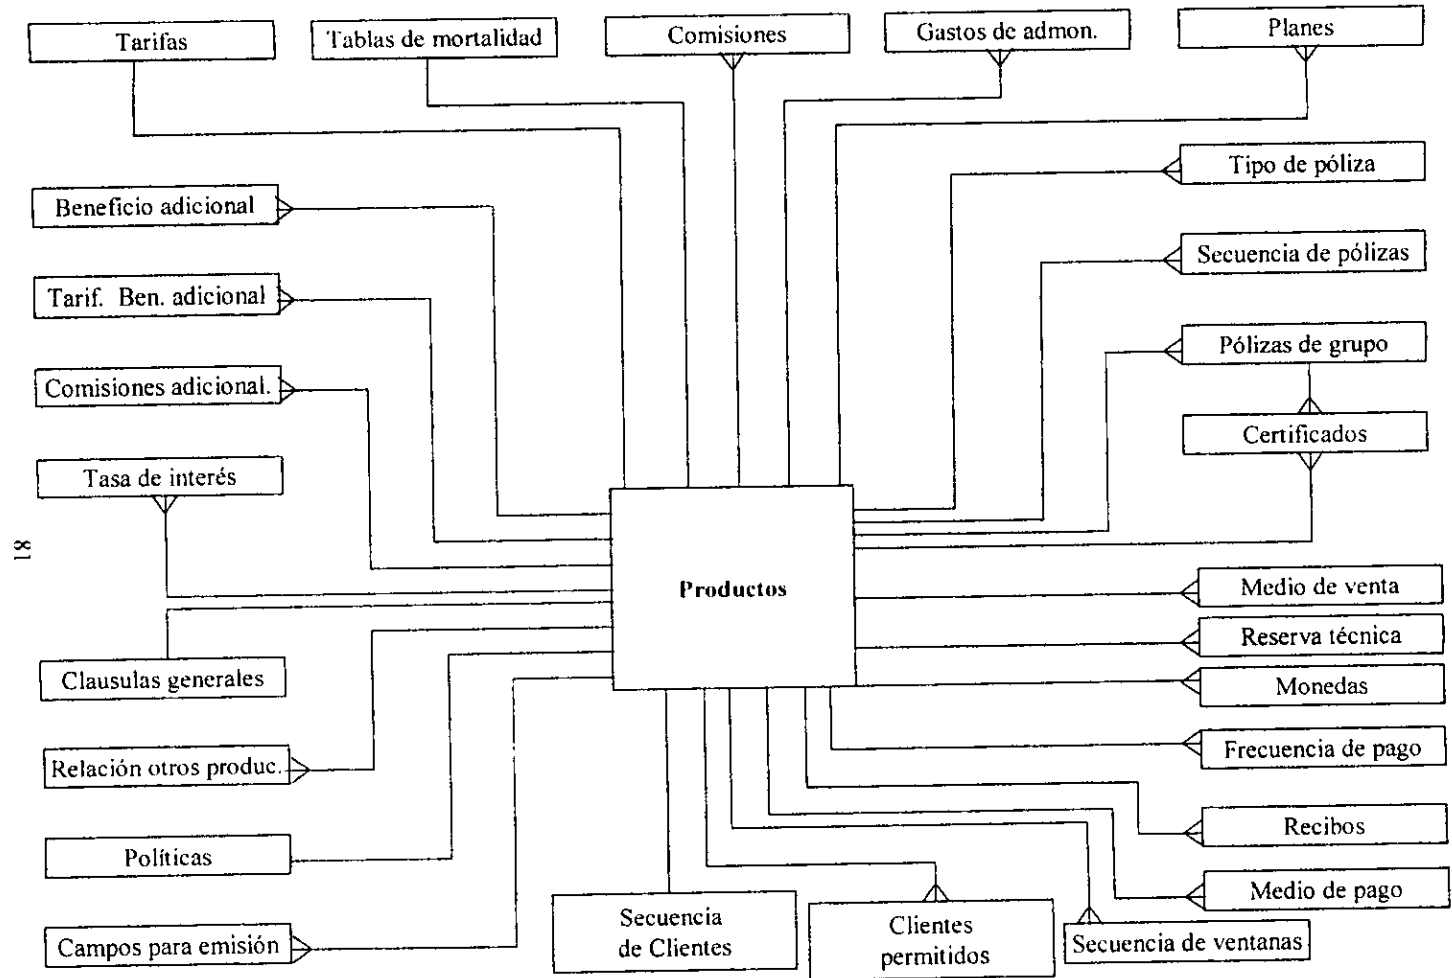 Tarifas
Tablas de mortalidad
Comisiones
Gastos de admon.
Planes
Beneficio adicional
Tipo de póliza
Tarif. Ben. adicional
Secuencia de pólizas
Comisiones adicional.
Pólizas de grupo
Certificados
Tasa de interés
81
Productos
Medio de venta
Reserva técnica
Clausulas generales
Monedas
Relación otros produc.
Frecuencia de pago
Recibos
Políticas
Medio de pago
Secuencia
de Clientes
Clientes
permitidos
Secuencia de ventanas
Campos para emisión